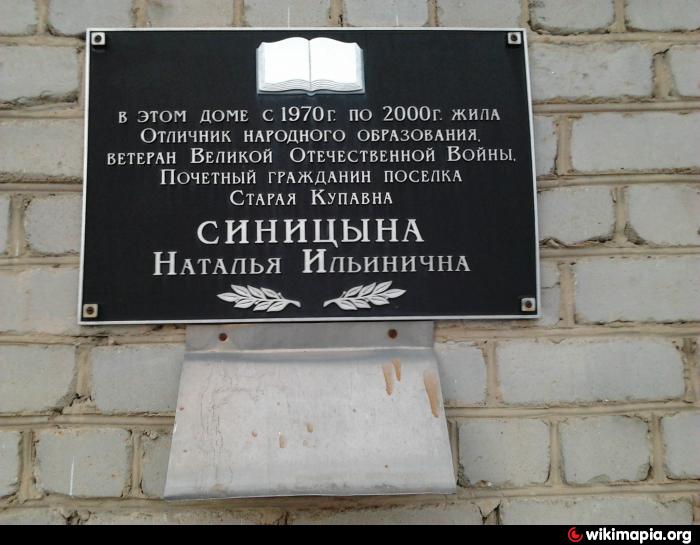 в этом доме с 1970г. по 2000г. жила
Отличник народного образования,
ветеран Великой Отечественной Войны,
Почетный гражданин поселка
Старая Купавна
СИНИЦЫНА
Наталья Ильинична
wikimapia.org